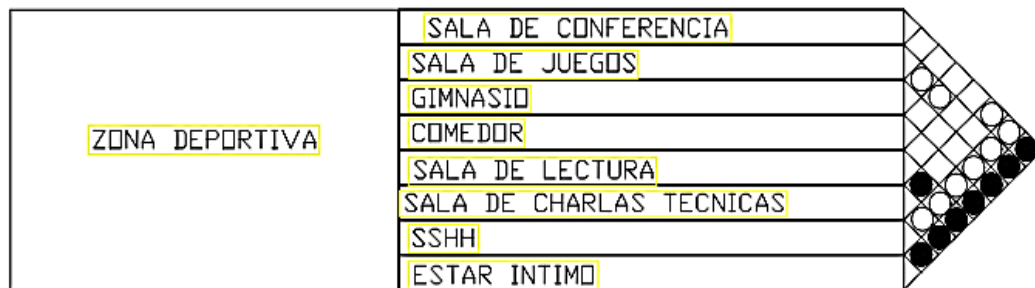 ZONA DEPORTIVA
SALA DE CONFERENCIA
SALA DE JUEGOS
GIMNASIO
COMEDOR
SALA DE LECTURA
SALA DE CHARLAS TECNICAS
SSHH
ESTAR INTIMO